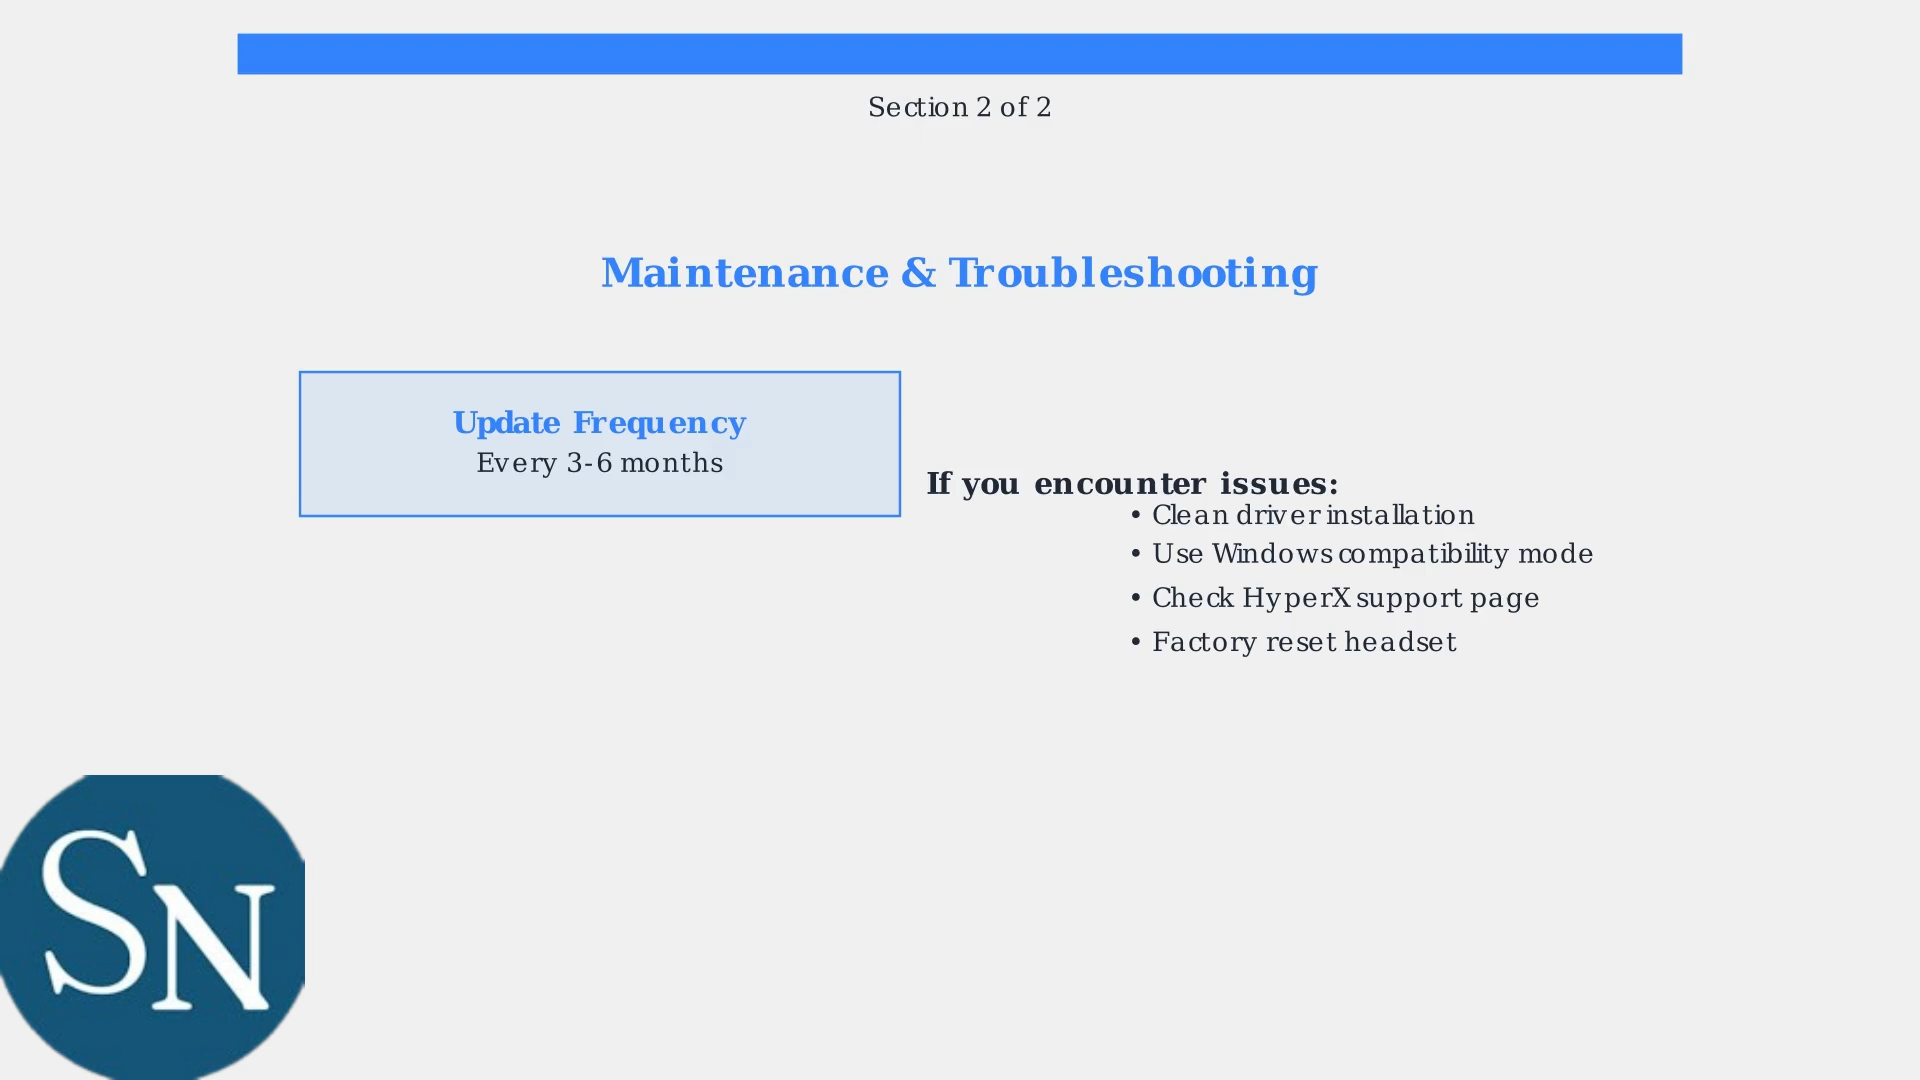 Section 2 of 2
Maintenance & Troubleshooting
Update Frequency
Every 3-6 months
If you encounter issues:
• Clean driver installation
• Use Windows compatibility mode
• Check HyperX support page
• Factory reset headset
SN